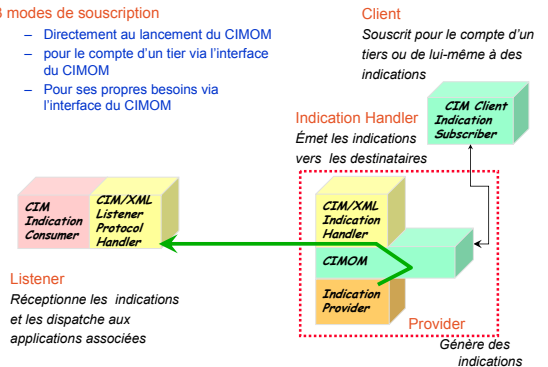 3 modes de souscription
– Directement au lancement du CIMOM
– pour le compte d'un tier via l'interface
du CIMOM
– Pour ses propres besoins via
l'interface du CIMOM
Client
Souscrit pour le compte d'un
tiers ou de lui-même à des
indications
CIM Client
Indication
Subscriber
Indication Handler
Émet les indications
vers les destinataires
CIM
Indication
Consumer
CIM/XML
Listener
Protocol
Handler
CIM/XML
Indication
Handler
CIMOM
Indication
Provider
Listener
Réceptionne les indications
et les dispatche aux
applications associées
Provider
Génère des
indications